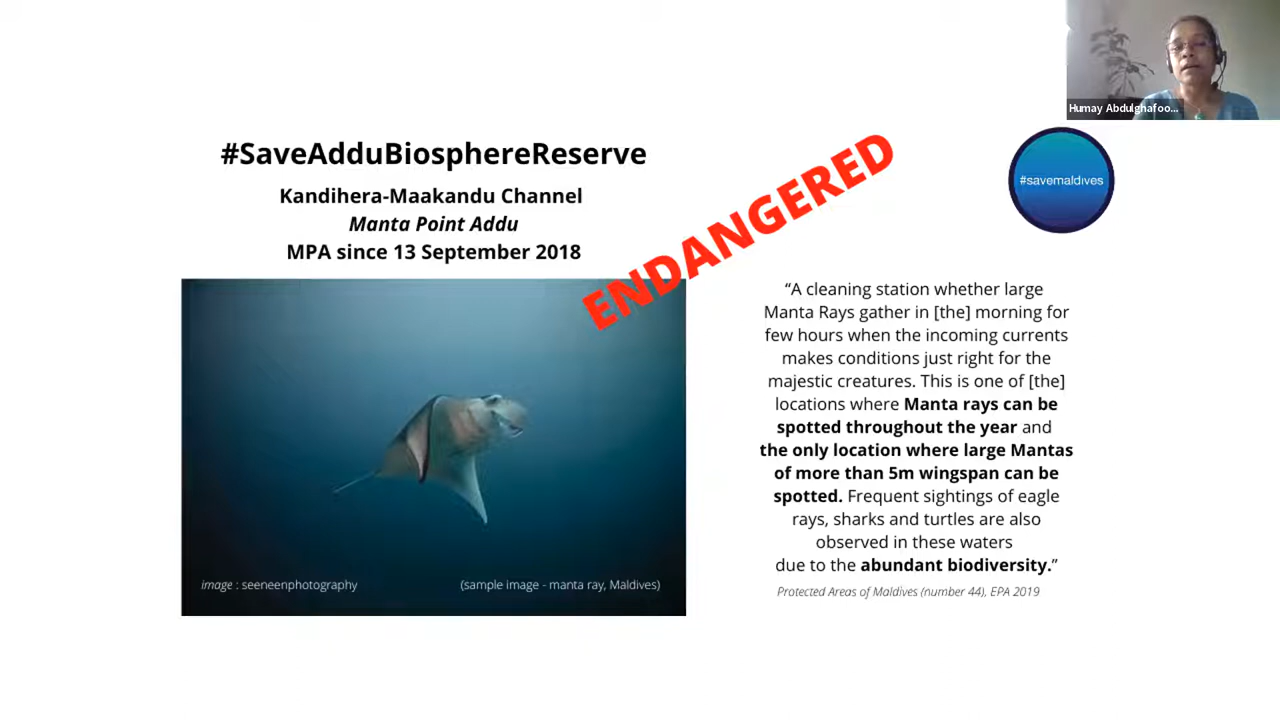 Humay Abdulghafoo...
#SaveAdduBiosphereReserve
Kandihera-Maakandu Channel
Manta Point Addu
MPA since 13 September 2018
ENDANGERED
#savemaldives
“A cleaning station whether large
Manta Rays gather in [the] morning for
few hours when the incoming currents
makes conditions just right for the
majestic creatures. This is one of [the]
locations where Manta rays can be
spotted throughout the year and
the only location where large Mantas
of more than 5m wingspan can be
spotted. Frequent sightings of eagle
rays, sharks and turtles are also
observed in these waters
due to the abundant biodiversity.”
Protected Areas of Maldives (number 44), EPA 2019
image : seeneenphotography
(sample image - manta ray, Maldives)